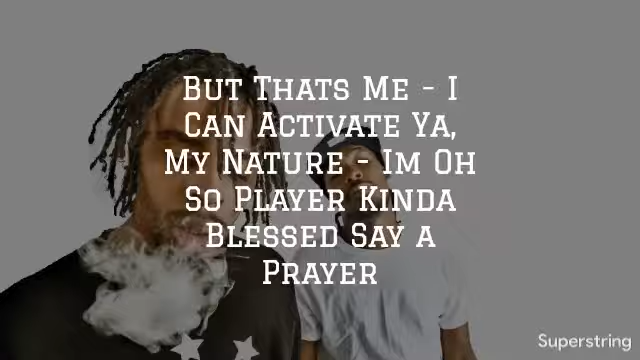 But Thats Me - I
Can Activate Ya,
My Nature - Im Oh
So Player Kinda
Blessed Say a
Prayer
Superstring